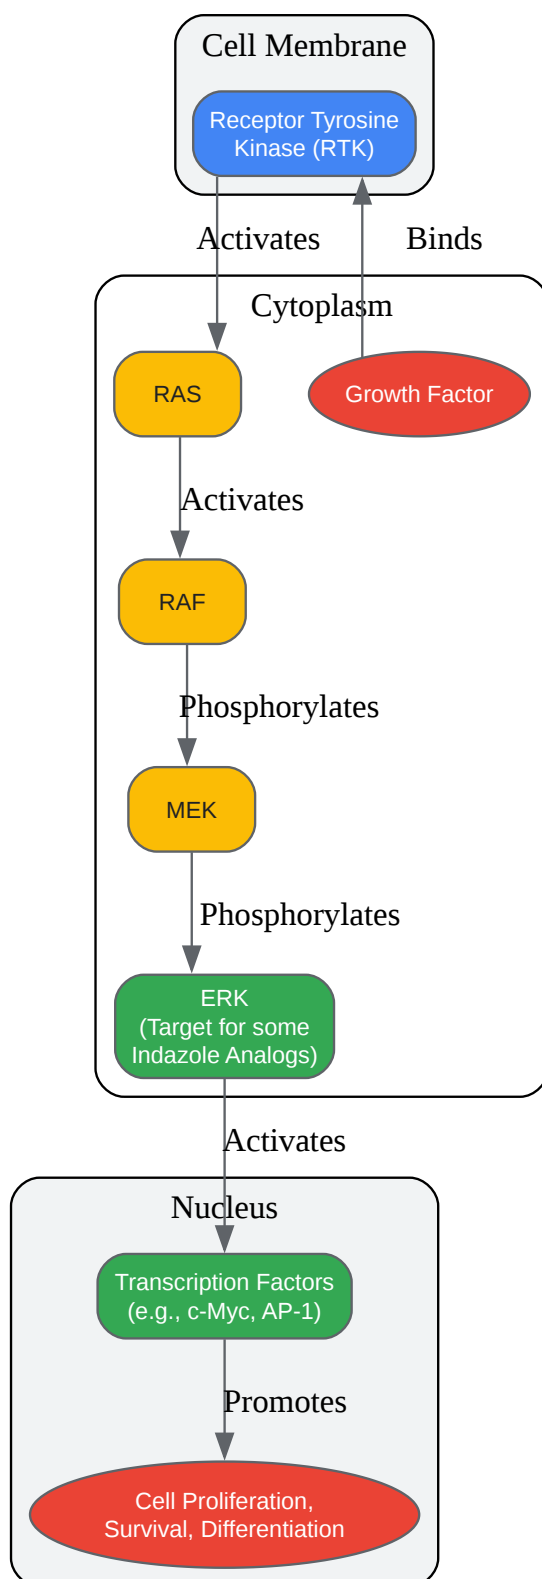 Cell Membrane
Receptor Tyrosine
Kinase (RTK)
Activates
Binds
Cytoplasm
RAS
Growth Factor
Activates
RAF
Phosphorylates
MEK
Phosphorylates
ERK
(Target for some
Indazole Analogs)
Activates
Nucleus
Transcription Factors
(e.g., c-Myc, AP-1)
Promotes
Cell Proliferation,
Survival, Differentiation